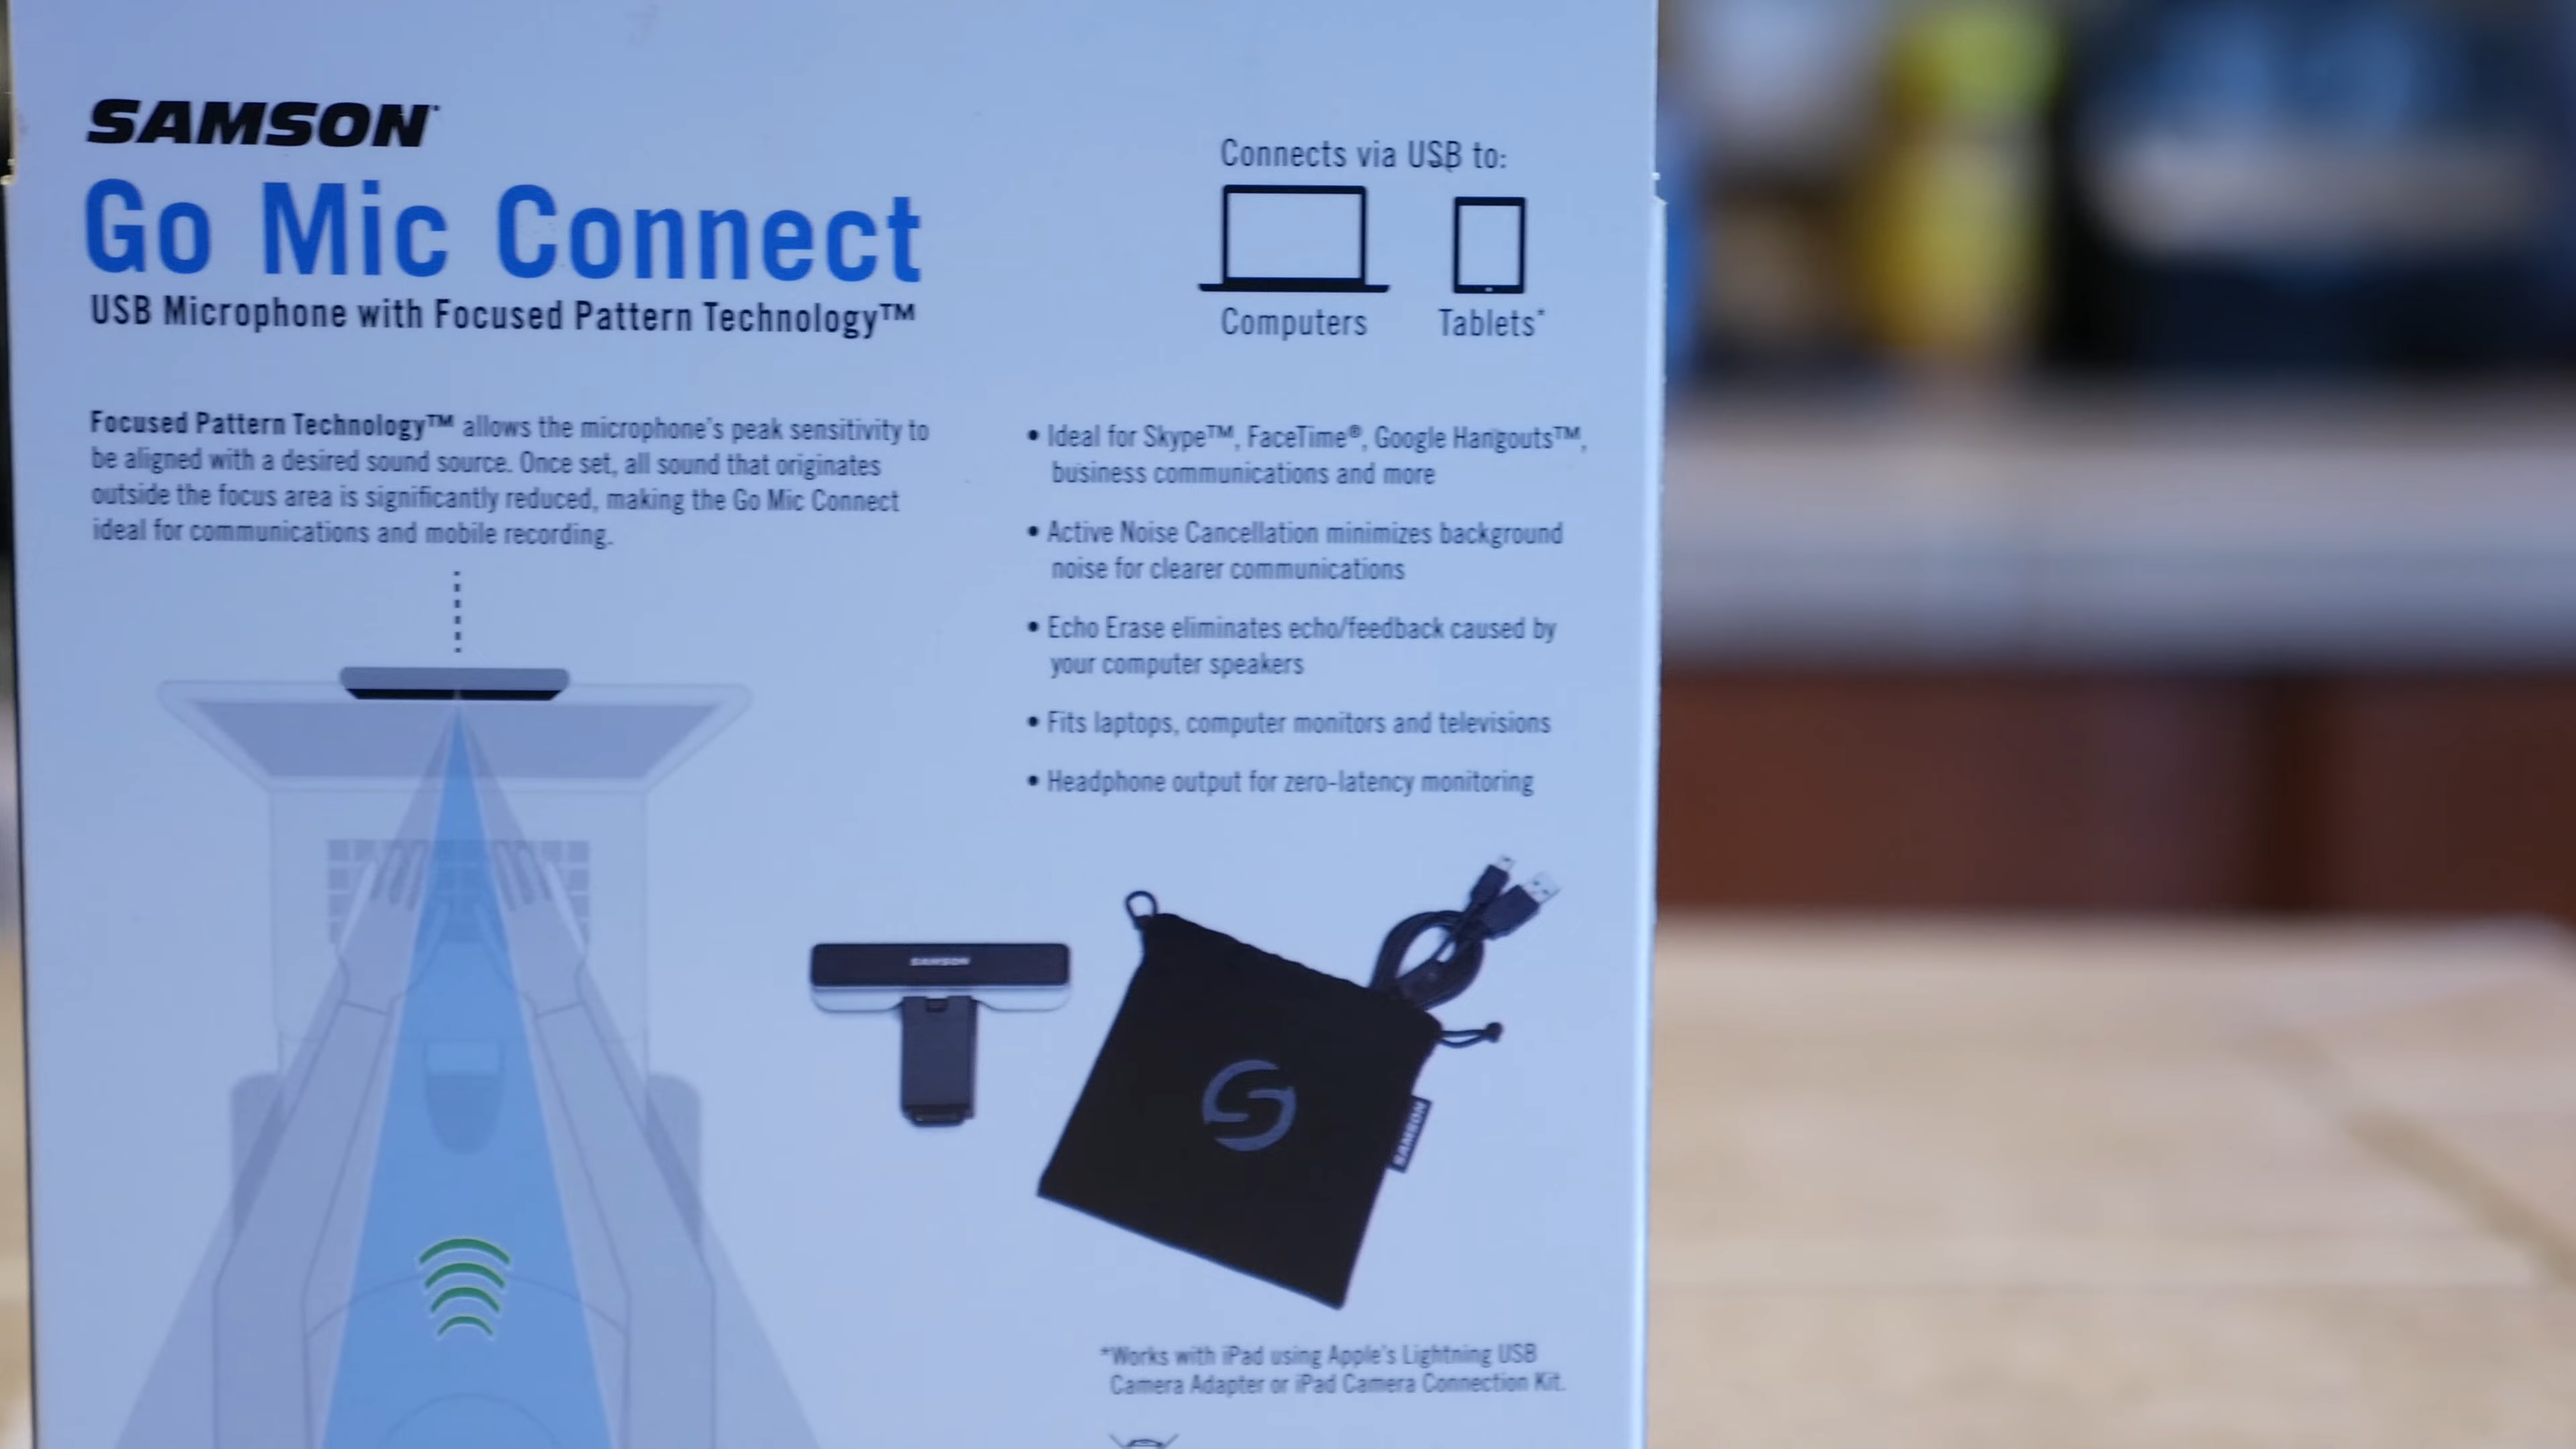 SAMSON
Go Mic Connect
USB Microphone with Focused Pattern Technology™
Connects via USB to:
Computers
Tablets*
Focused Pattern Technology™ allows the microphone's peak sensitivity to
be aligned with a desired sound source. Once set, all sound that originates
outside the focus area is significantly reduced, making the Go Mic Connect
ideal for communications and mobile recording.
• Ideal for Skype™, FaceTime®, Google Hangouts™,
business communications and more
• Active Noise Cancellation minimizes background
noise for clearer communications
• Echo Erase eliminates echo/feedback caused by
your computer speakers
• Fits laptops, computer monitors and televisions
• Headphone output for zero-latency monitoring
SAMSON
SAMSON
*Works with iPad using Apple's Lightning USB
Camera Adapter or iPad Camera Connection Kit.